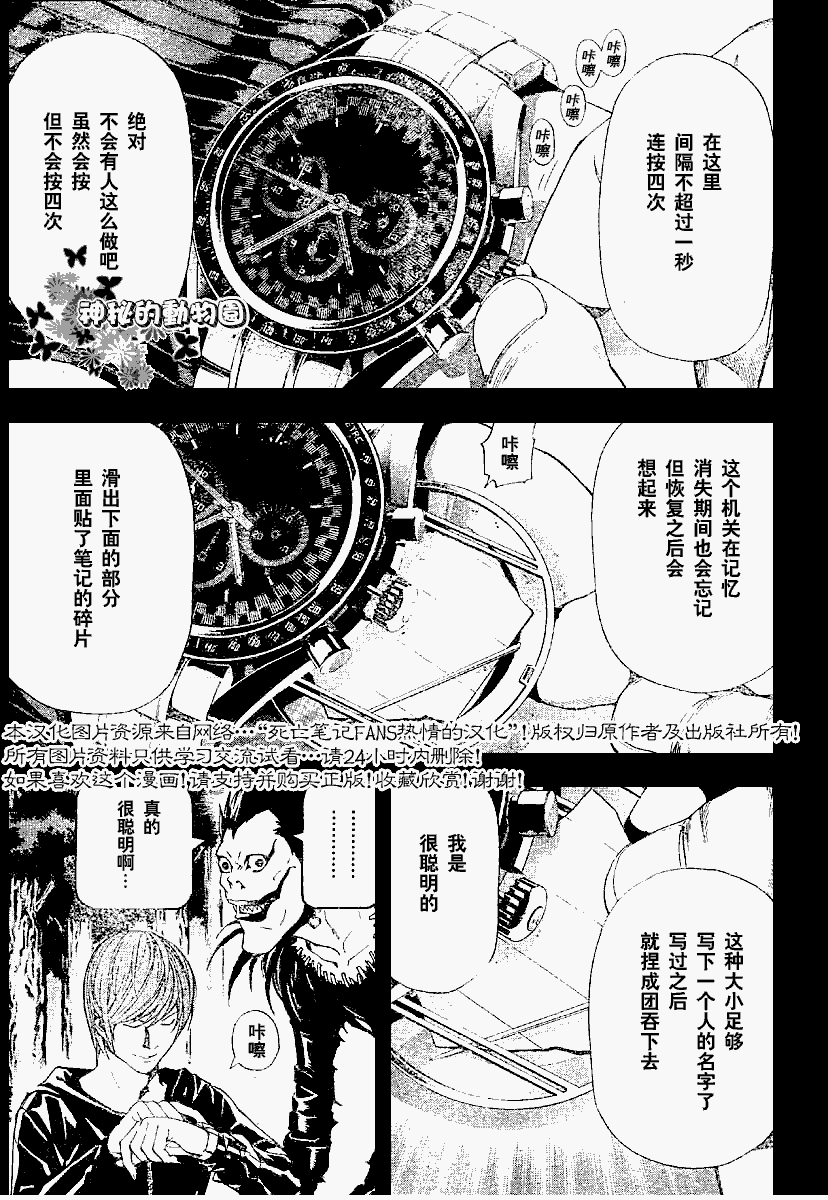 在这里
间隔不超过一秒
连按四次
咔嚓
咔嚓
咔嚓
咔嚓
绝对
不会有人这么做吧
虽然会按
但不会按四次
神秘的動物園
这个机关在记忆
消失期间也会忘记
但恢复之后会
想起来
咔嚓
滑出下面的部分
里面贴了笔记的碎片
本汉化图片资源来自网络…“死亡笔记FANS热情的汉化”!版权归原作者及出版社所有!
所有图片资料只供学习交流试看…请24小时内删除!
如果喜欢这个漫画!请支持并购买正版!收藏欣赏!谢谢!
这种大小足够
写下一个人的名字了
写过之后
就捏成团吞下去
我是
很聪明的
………
………
真的
很聪明啊…
咔嚓